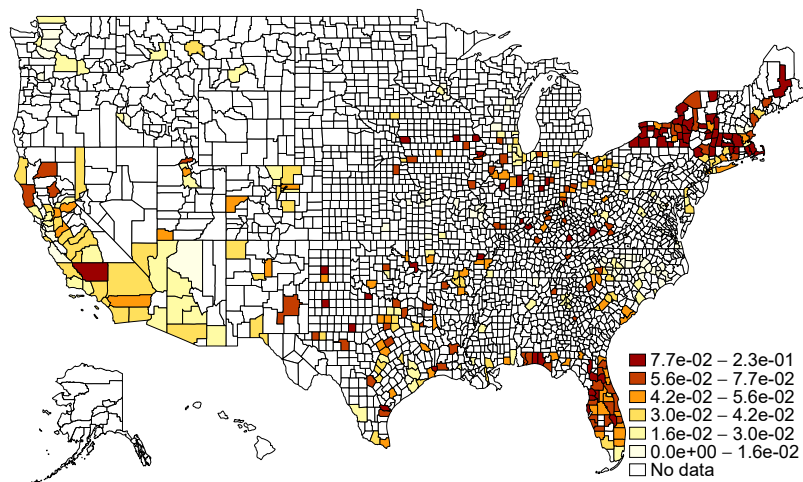 7.7e-02 – 2.3e-01
5.6e-02 – 7.7e-02
4.2e-02 – 5.6e-02
3.0e-02 – 4.2e-02
1.6e-02 – 3.0e-02
0.0e+00 – 1.6e-02
No data